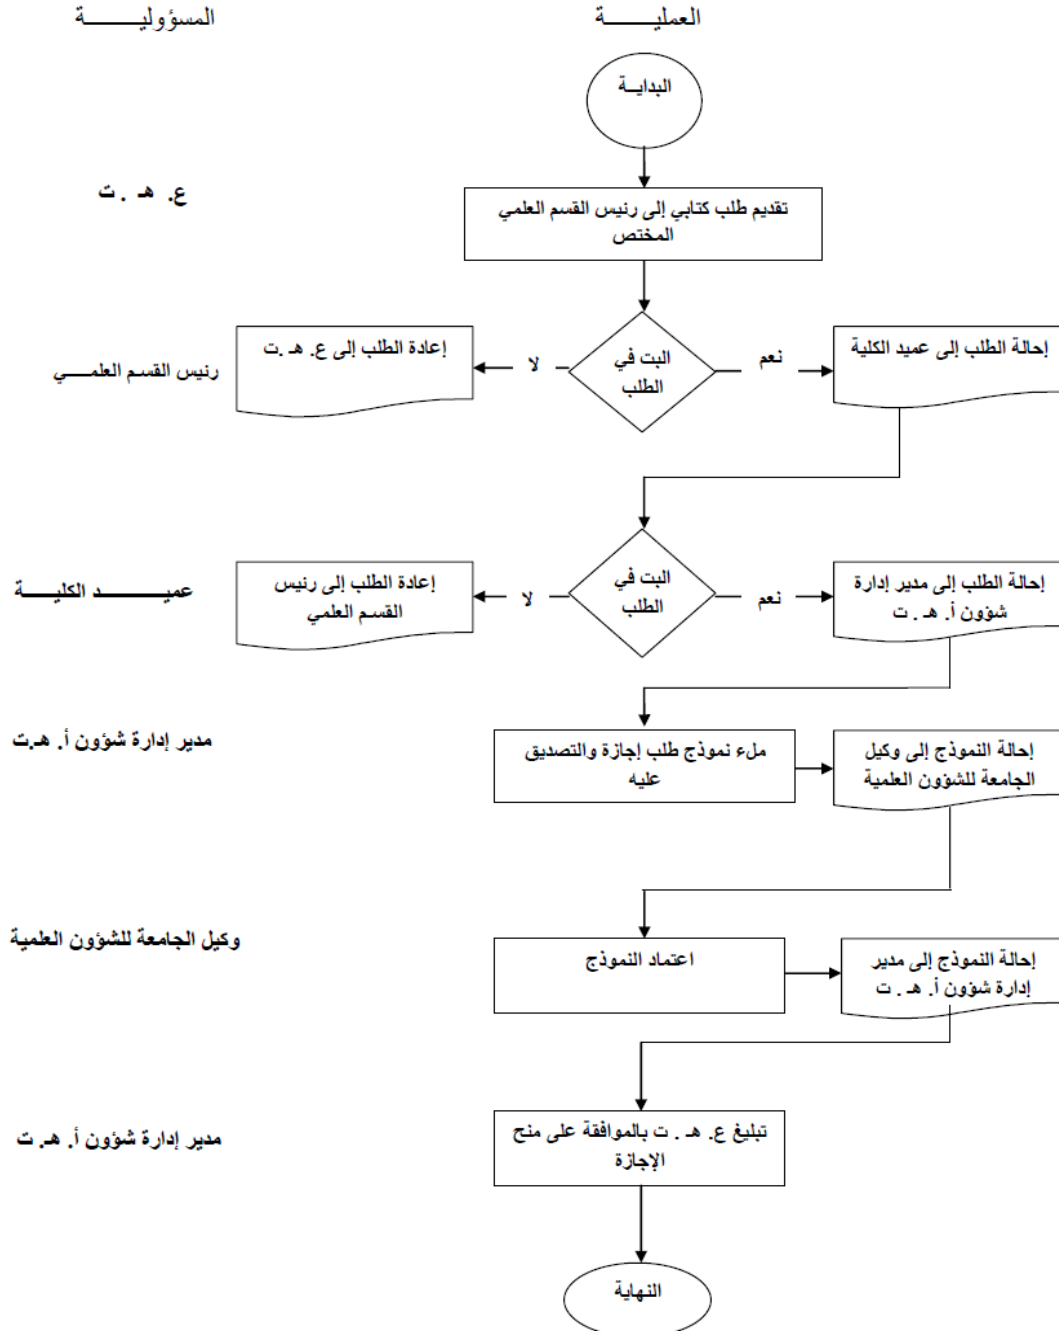 العمليـــــة
المسؤوليـــــة
البدايــة
ع. هـ . ت
تقديم طلب كتابي إلى رئيس القسم العلمي
المختص
إحالة الطلب إلى عميد الكلية
نعم
البت في
الطلب
لا
إعادة الطلب إلى ع. هـ .ت
رئيس القسم العلمـــي
إحالة الطلب إلى مدير إدارة
شؤون أ. هـ . ت
نعم
البت في
الطلب
لا
إعادة الطلب إلى رئيس
القسم العلمي
عميـــــــد الكليـــــة
إحالة النموذج إلى وكيل
الجامعة للشؤون العلمية
ملء نموذج طلب إجازة والتصديق
عليه
مدير إدارة شؤون أ. هـ.ت
إحالة النموذج إلى مدير
إدارة شؤون أ. هـ . ت
اعتماد النموذج
وكيل الجامعة للشؤون العلمية
تبليغ ع. هـ . ت بالموافقة على منح
الإجازة
مدير إدارة شؤون أ. هـ. ت
النهاية